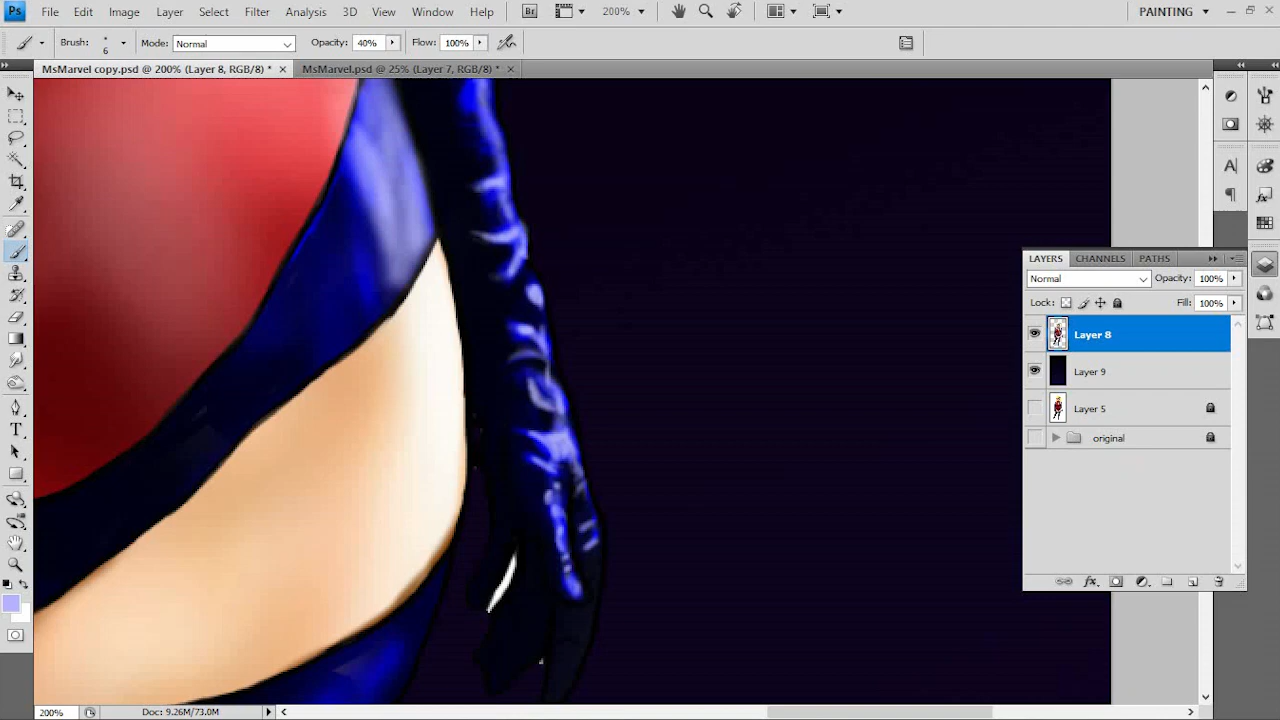 Ps File Edit Image Layer Select Filter Analysis 3D View Window Help Br 200% PAINTING
Brush: 6 Mode: Normal Opacity: 40% Flow: 100%
MsMarvel copy.psd @ 200% (Layer 8, RGB/8) * MsMarvel.psd @ 25% (Layer 7, RGB/8) *
LAYERS CHANNELS PATHS
Normal Opacity: 100%
Lock: Fill: 100%
Layer 8
Layer 9
Layer 5
original
200% Doc: 9.26M/73.0M